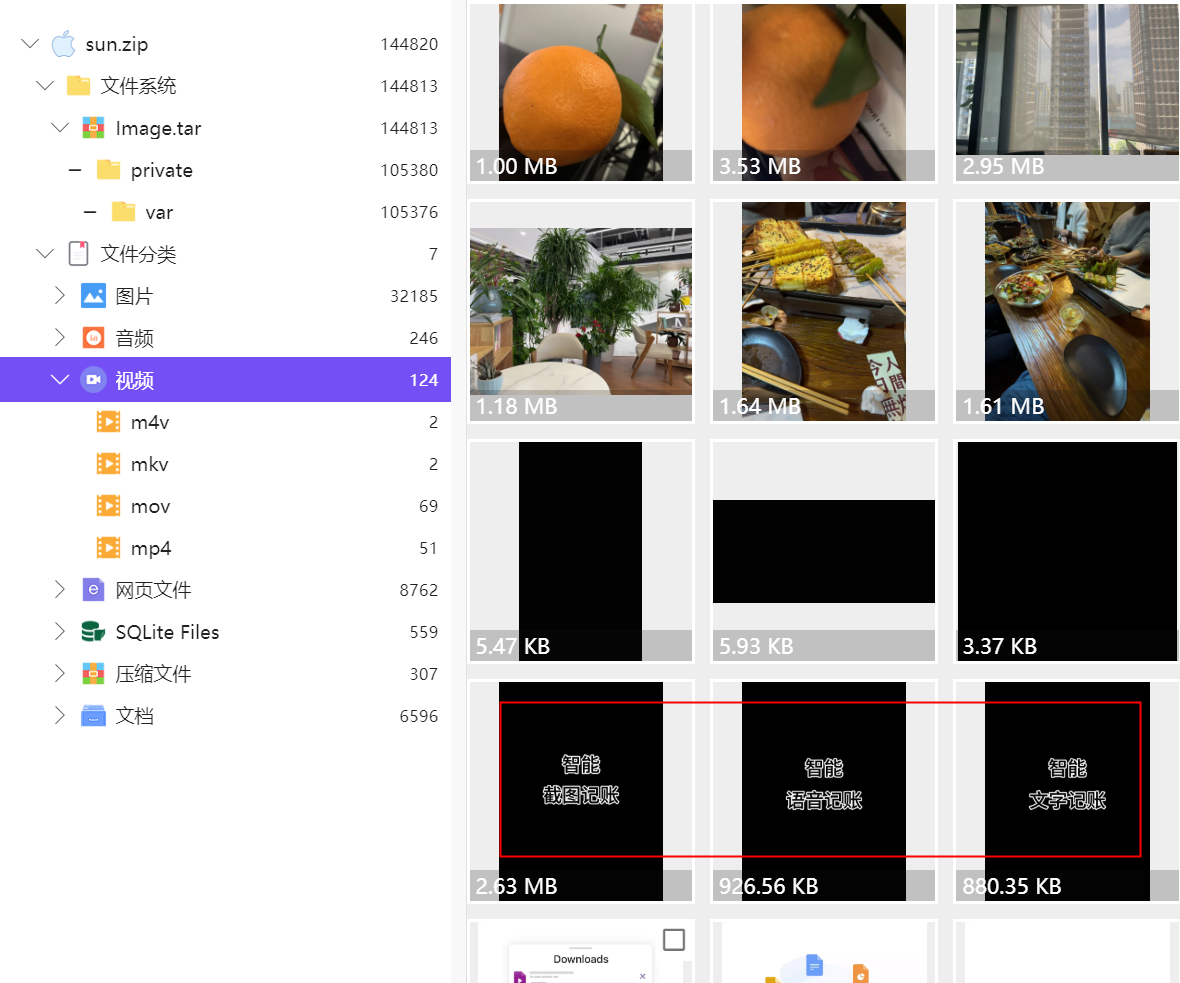 sun.zip 144820
文件系统 144813
Image.tar 144813
private 105380
var 105376
文件分类 7
图片 32185
音频 246
视频 124
m4v 2
mkv 2
mov 69
mp4 51
网页文件 8762
SQLite Files 559
压缩文件 307
文档 6596
1.00 MB
3.53 MB
2.95 MB
1.18 MB
今人
日間
1.64 MB
1.61 MB
5.47 KB
5.93 KB
3.37 KB
智能
截图记账
2.63 MB
智能
语音记账
926.56 KB
智能
文字记账
880.35 KB
Downloads